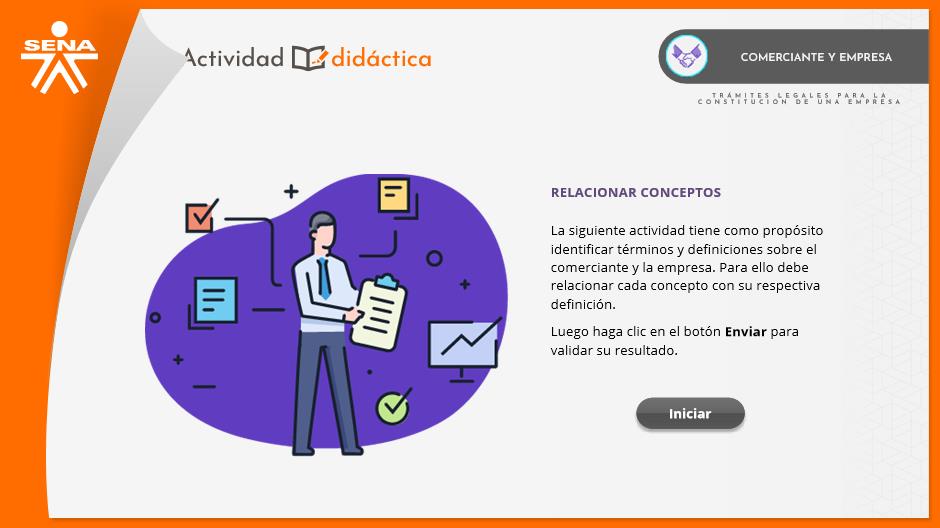 SENA
Actividad didáctica
COMERCIANTE Y EMPRESA
TRÁMITES LEGALES PARA LA
CONSTITUCIÓN DE UNA EMPRESA
RELACIONAR CONCEPTOS
La siguiente actividad tiene como propósito
identificar términos y definiciones sobre el
comerciante y la empresa. Para ello debe
relacionar cada concepto con su respectiva
definición.
Luego haga clic en el botón Enviar para
validar su resultado.
Iniciar